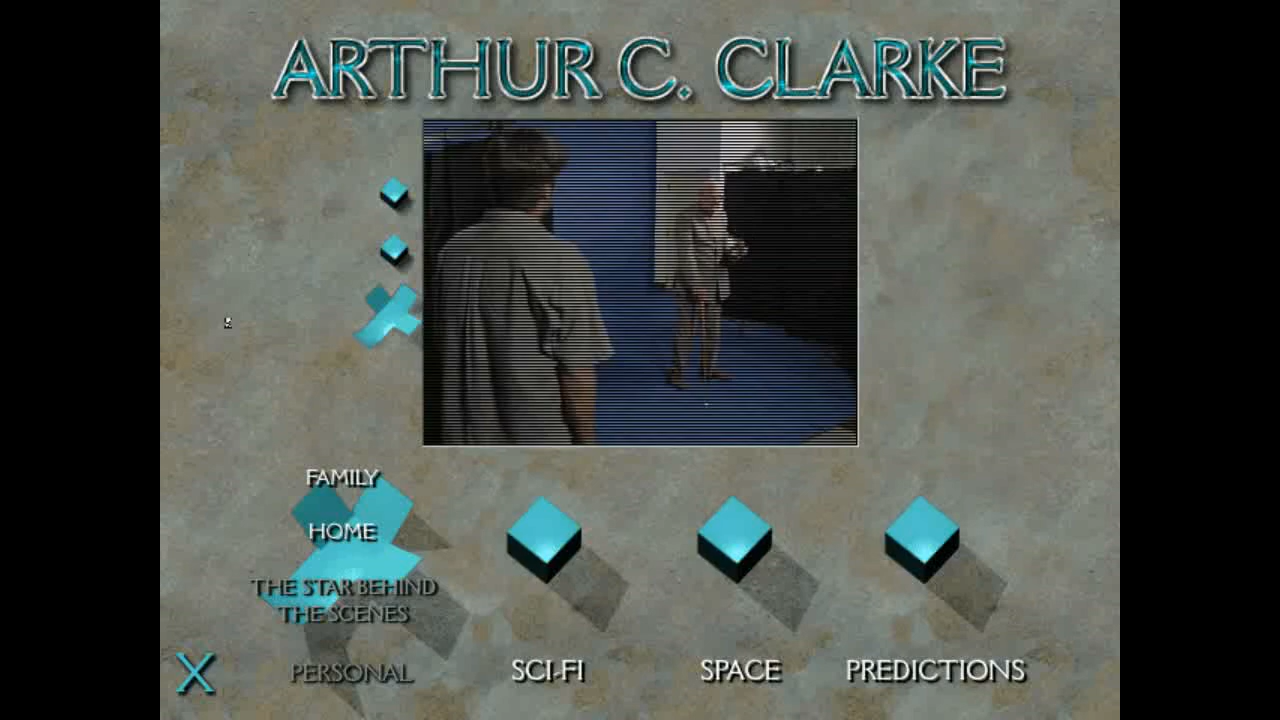 ARTHUR C. CLARKE
FAMILY
HOME
THE STAR BEHIND
THE SCENES
PERSONAL
SCI-FI
SPACE
PREDICTIONS
X